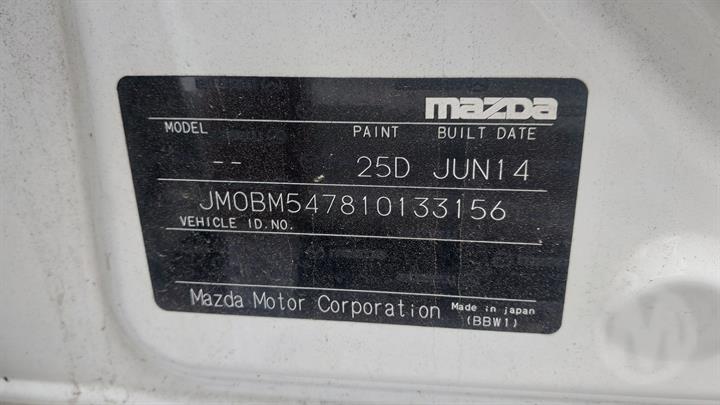 mazda
MODEL PAINT BUILT DATE
-- 25D JUN14
JM0BM547810133156
VEHICLE ID.NO.
Mazda Motor Corporation Made in japan
(BBW1)
M